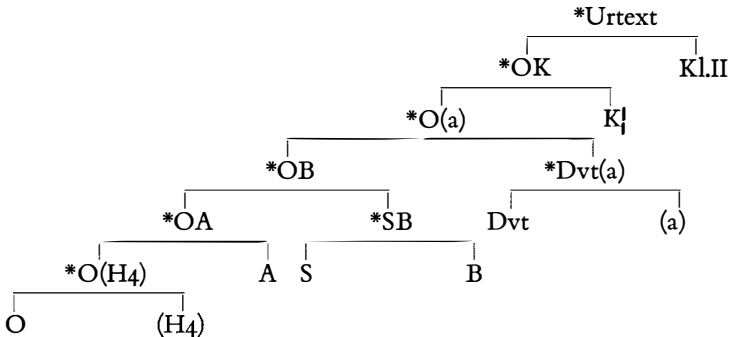 *Urtext
*OK Kl.II
*O(a) K
*OB *Dvt(a)
*OA *SB Dvt (a)
*O(H4) A S B
O (H4)